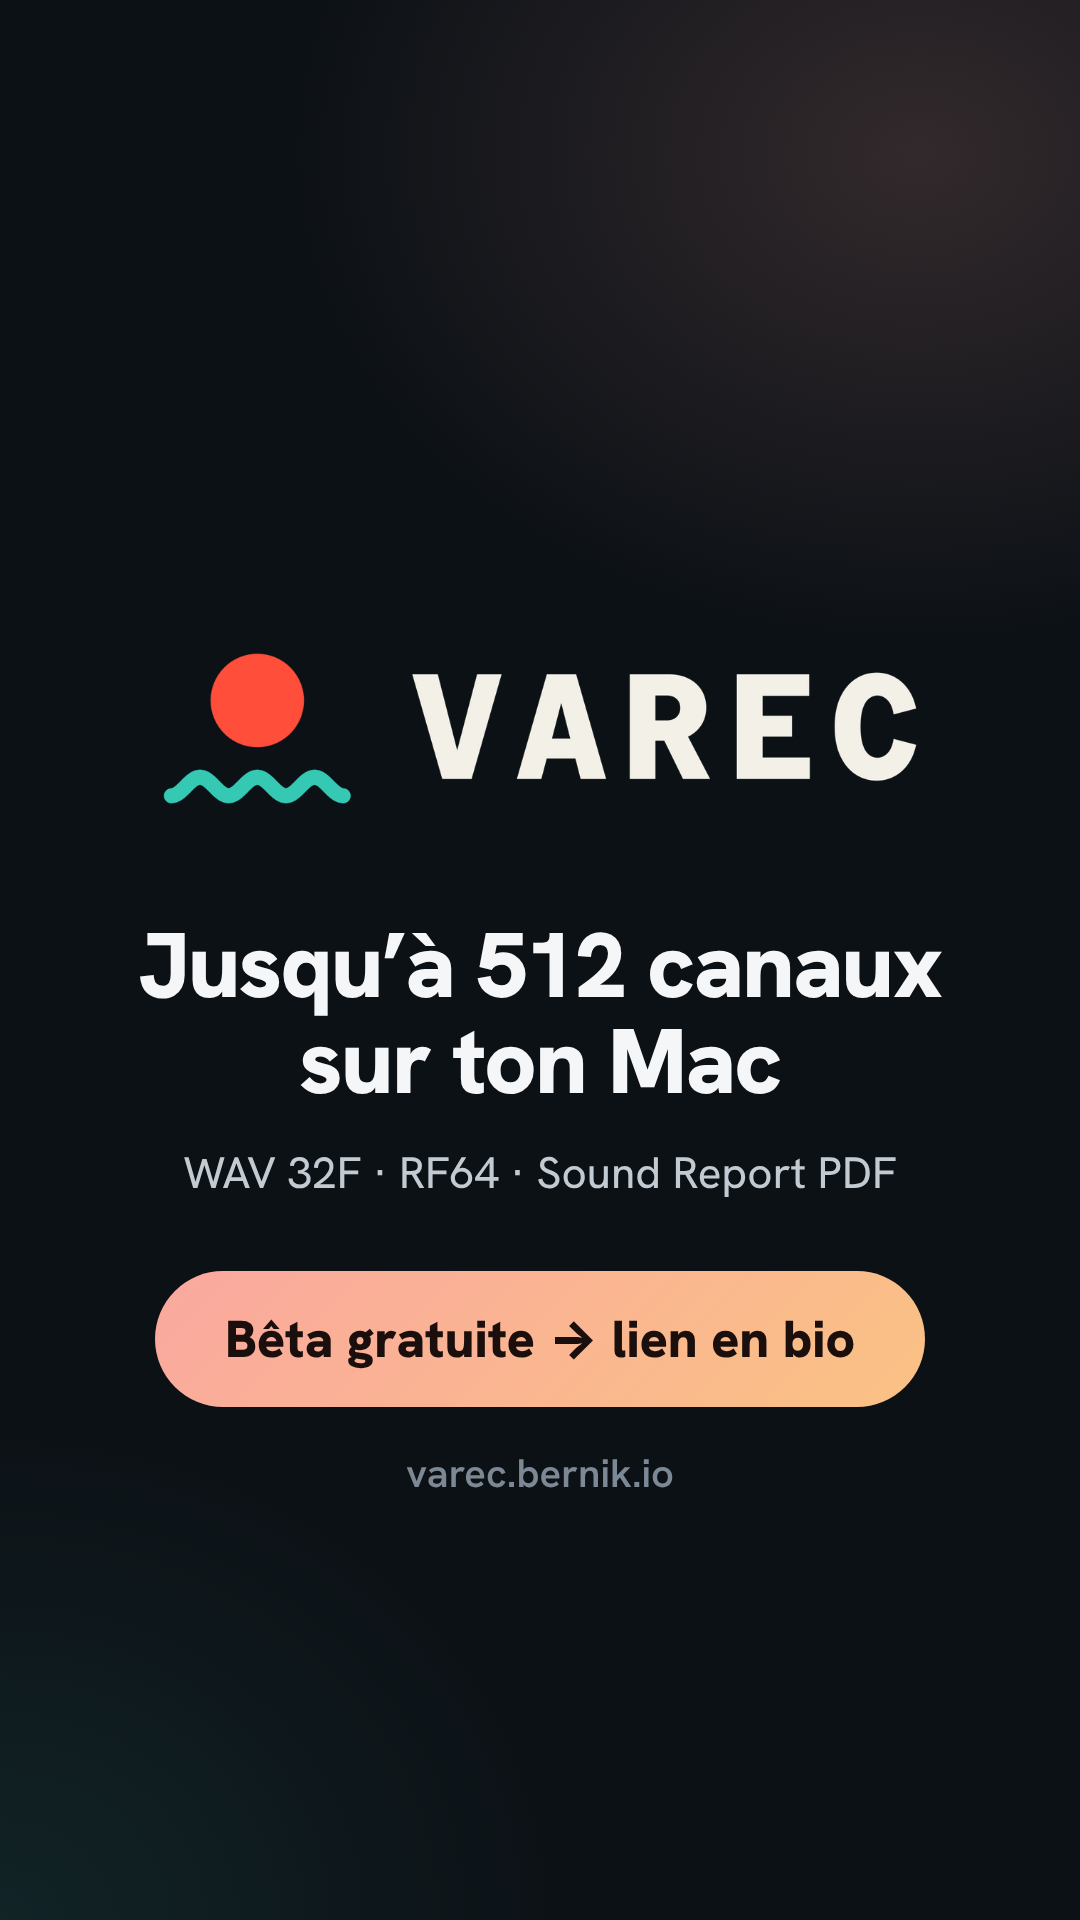 VAREC
Jusqu’à 512 canaux
sur ton Mac
WAV 32F · RF64 · Sound Report PDF
Bêta gratuite → lien en bio
varec.bernik.io